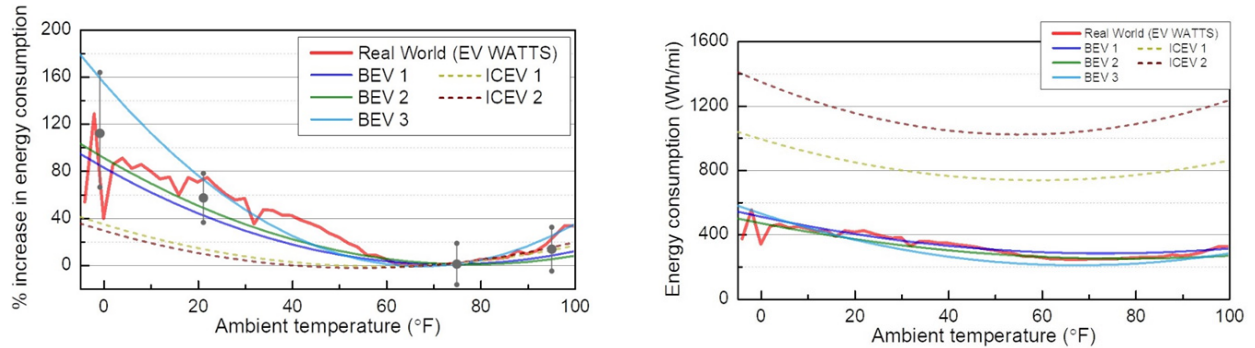 % increase in energy consumption
200
160
120
80
40
0
0 20 40 60 80 100
Ambient temperature (°F)
Real World (EV WATTS)
BEV 1 ICEV 1
BEV 2 ICEV 2
BEV 3
Energy consumption (Wh/mi)
1600
1200
800
400
0
0 20 40 60 80 100
Ambient temperature (°F)
Real World (EV WATTS)
BEV 1 ICEV 1
BEV 2 ICEV 2
BEV 3